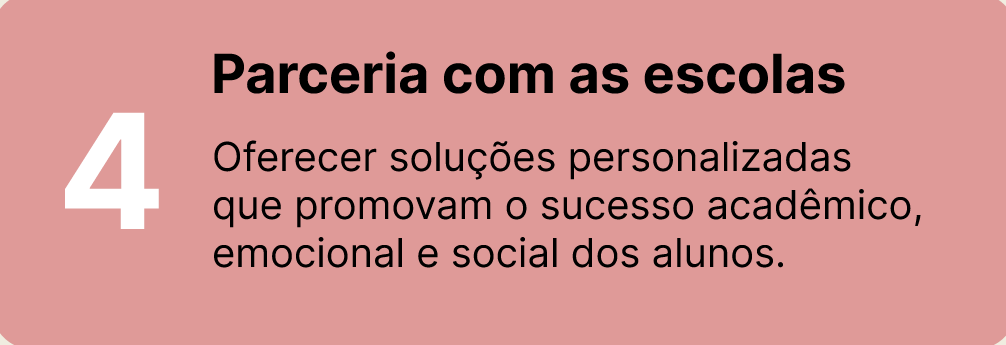 4
Parceria com as escolas
Oferecer soluções personalizadas
que promovam o sucesso acadêmico,
emocional e social dos alunos.